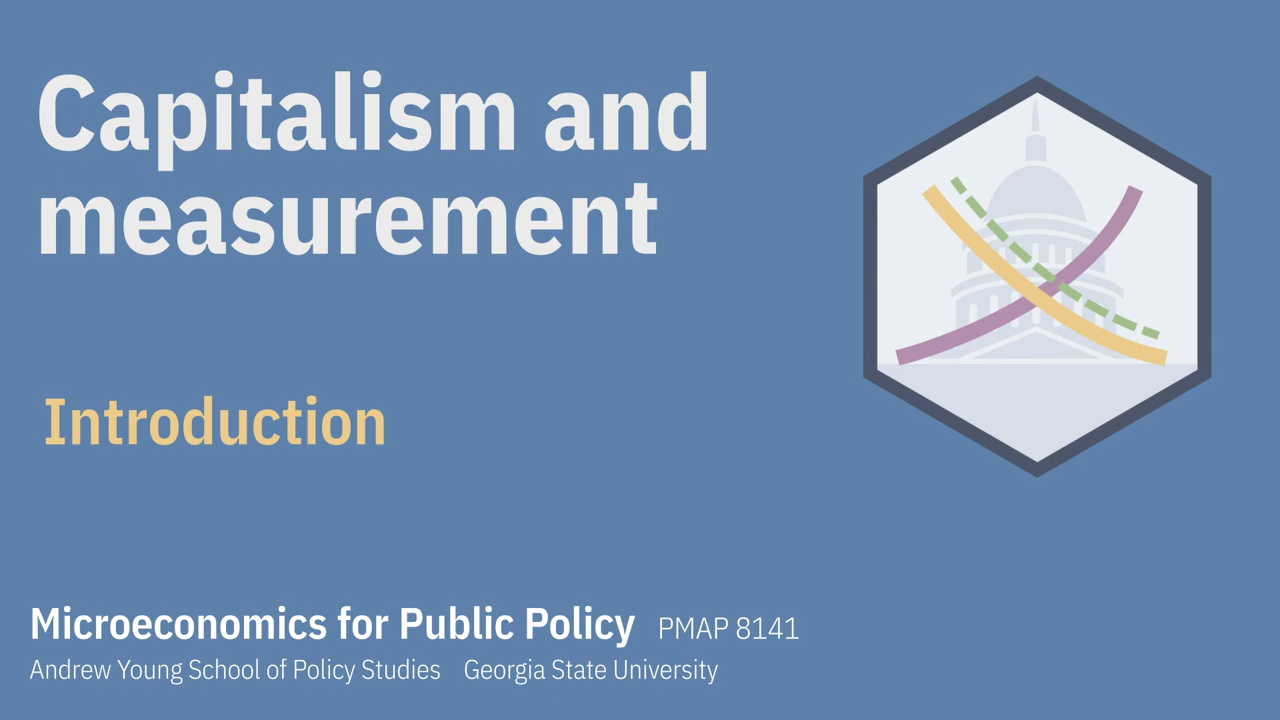 Capitalism and
measurement
Introduction
Microeconomics for Public Policy PMAP 8141
Andrew Young School of Policy Studies Georgia State University